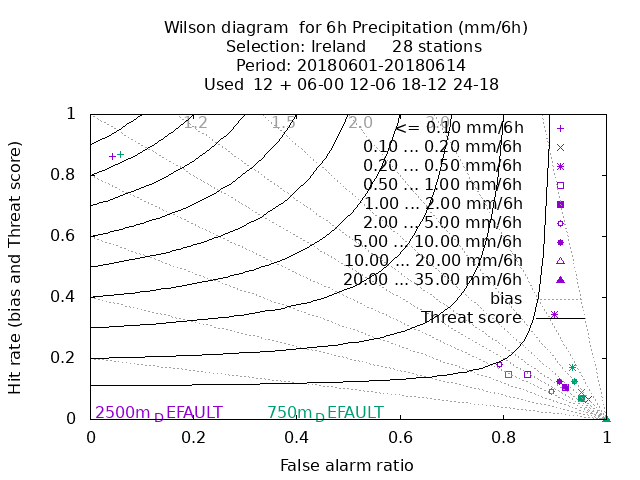 Wilson diagram  for 6h Precipitation (mm/6h)
Selection: Ireland     28 stations
Period: 20180601-20180614
Used  12 + 06-00 12-06 18-12 24-18
1.2 1.5 2.0 3.0
<= 0.10 mm/6h
0.10 ... 0.20 mm/6h
0.20 ... 0.50 mm/6h
0.50 ... 1.00 mm/6h
1.00 ... 2.00 mm/6h
2.00 ... 5.00 mm/6h
5.00 ... 10.00 mm/6h
10.00 ... 20.00 mm/6h
20.00 ... 35.00 mm/6h
bias
Threat score
Hit rate (bias and Threat score)
1
0.8
0.6
0.4
0.2
0
2500mDEFAULT 750mDEFAULT
0 0.2 0.4 0.6 0.8 1
False alarm ratio